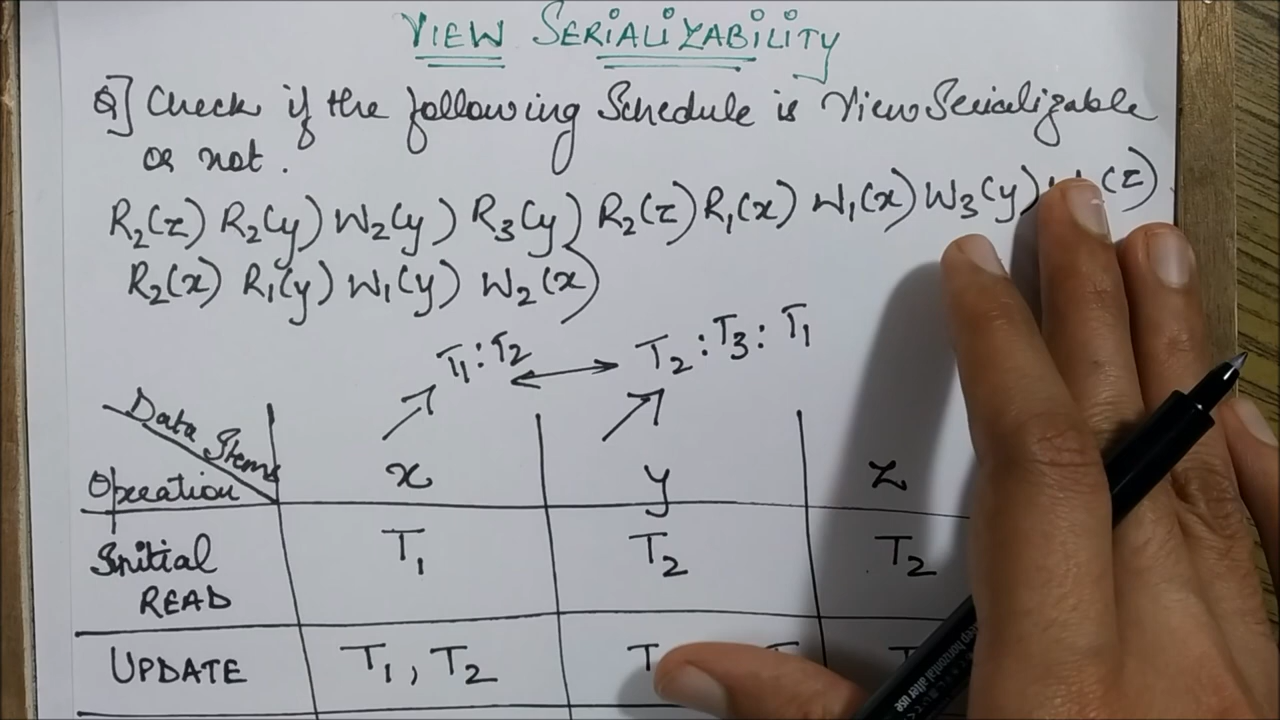 VIEW SERIALIZABILITY
Q] Check if the following Schedule is View Serializable
or not.
R₂(z) R₂(y) W₂(y) R₃(y) R₂(z) R₁(x) W₁(x) W₃(y) (z)
R₂(x) R₁(y) W₁(y) W₂(x)
T₁:T₂ ↔ T₂:T₃:T₁
Data Items
Operation x y z
Initial T₁ T₂ T₂
READ
UPDATE T₁, T₂ T T T